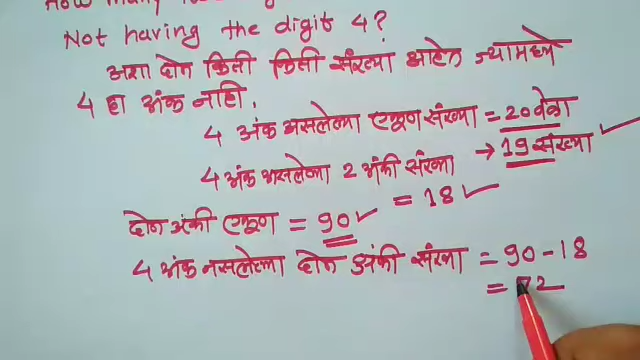 How many
Not having the digit 4?
अशा दोन किती किती संख्या आहेत ज्यामध्ये
4 हा अंक नाही.
4 अंक असलेल्या एकूण संख्या = 20 वेळा
→ 19 संख्या
4 अंक असलेल्या 2 अंकी संख्या
= 18
दोन अंकी एकूण = 90
4 अंक नसलेल्या दोन अंकी संख्या = 90 - 18
= 72